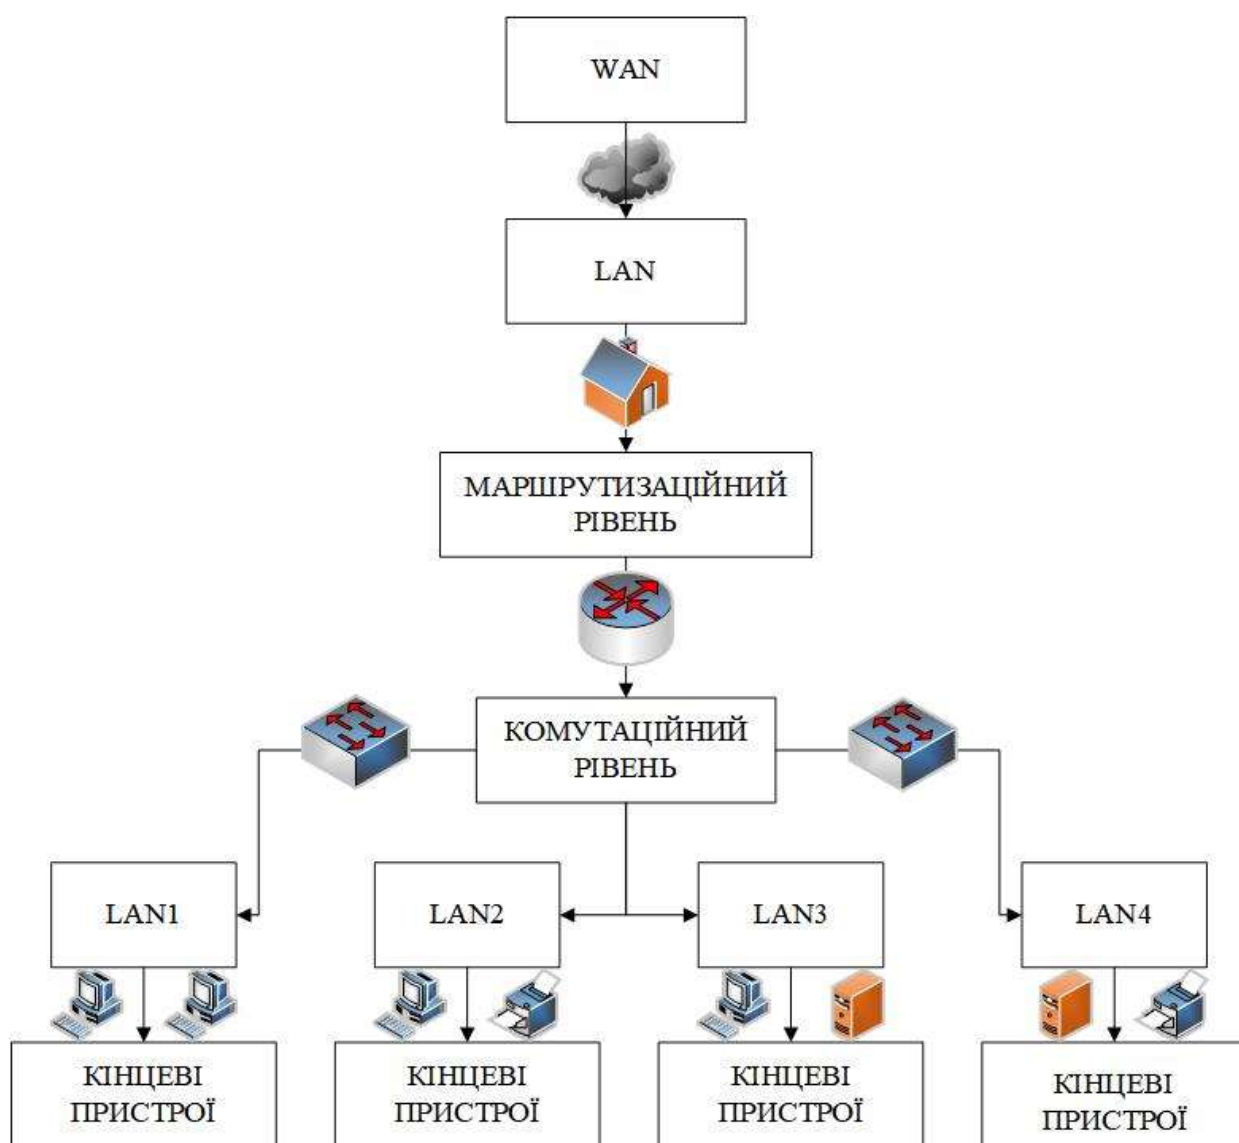 WAN
LAN
МАРШРУТИЗАЦІЙНИЙ
РІВЕНЬ
КОМУТАЦІЙНИЙ
РІВЕНЬ
LAN1
LAN2
LAN3
LAN4
КІНЦЕВІ
ПРИСТРОЇ
КІНЦЕВІ
ПРИСТРОЇ
КІНЦЕВІ
ПРИСТРОЇ
КІНЦЕВІ
ПРИСТРОЇ